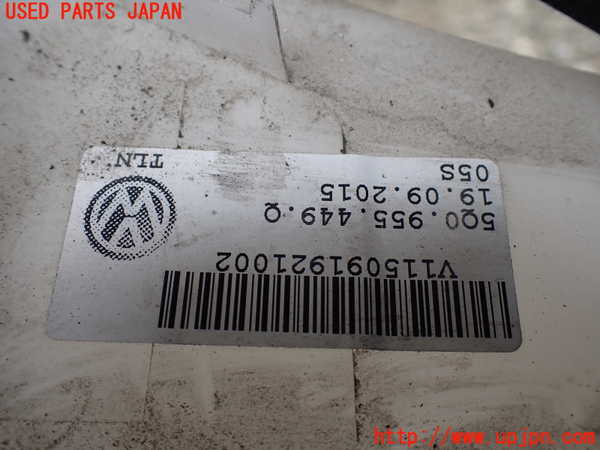 USED PARTS JAPAN
TLN
05S
19.09.2015
5Q0.955.449.Q
V115091921002
http://www.upjpn.com